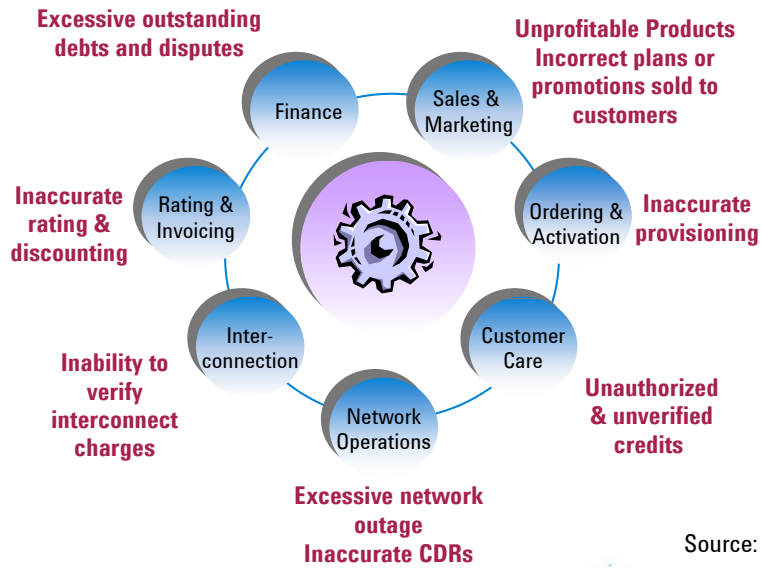 Excessive outstanding
debts and disputes
Unprofitable Products
Incorrect plans or
promotions sold to
customers
Finance
Sales &
Marketing
Inaccurate
rating &
discounting
Rating &
Invoicing
Ordering &
Activation
Inaccurate
provisioning
Inter-
connection
Customer
Care
Inability to
verify
interconnect
charges
Network
Operations
Unauthorized
& unverified
credits
Excessive network
outage
Inaccurate CDRs
Source: